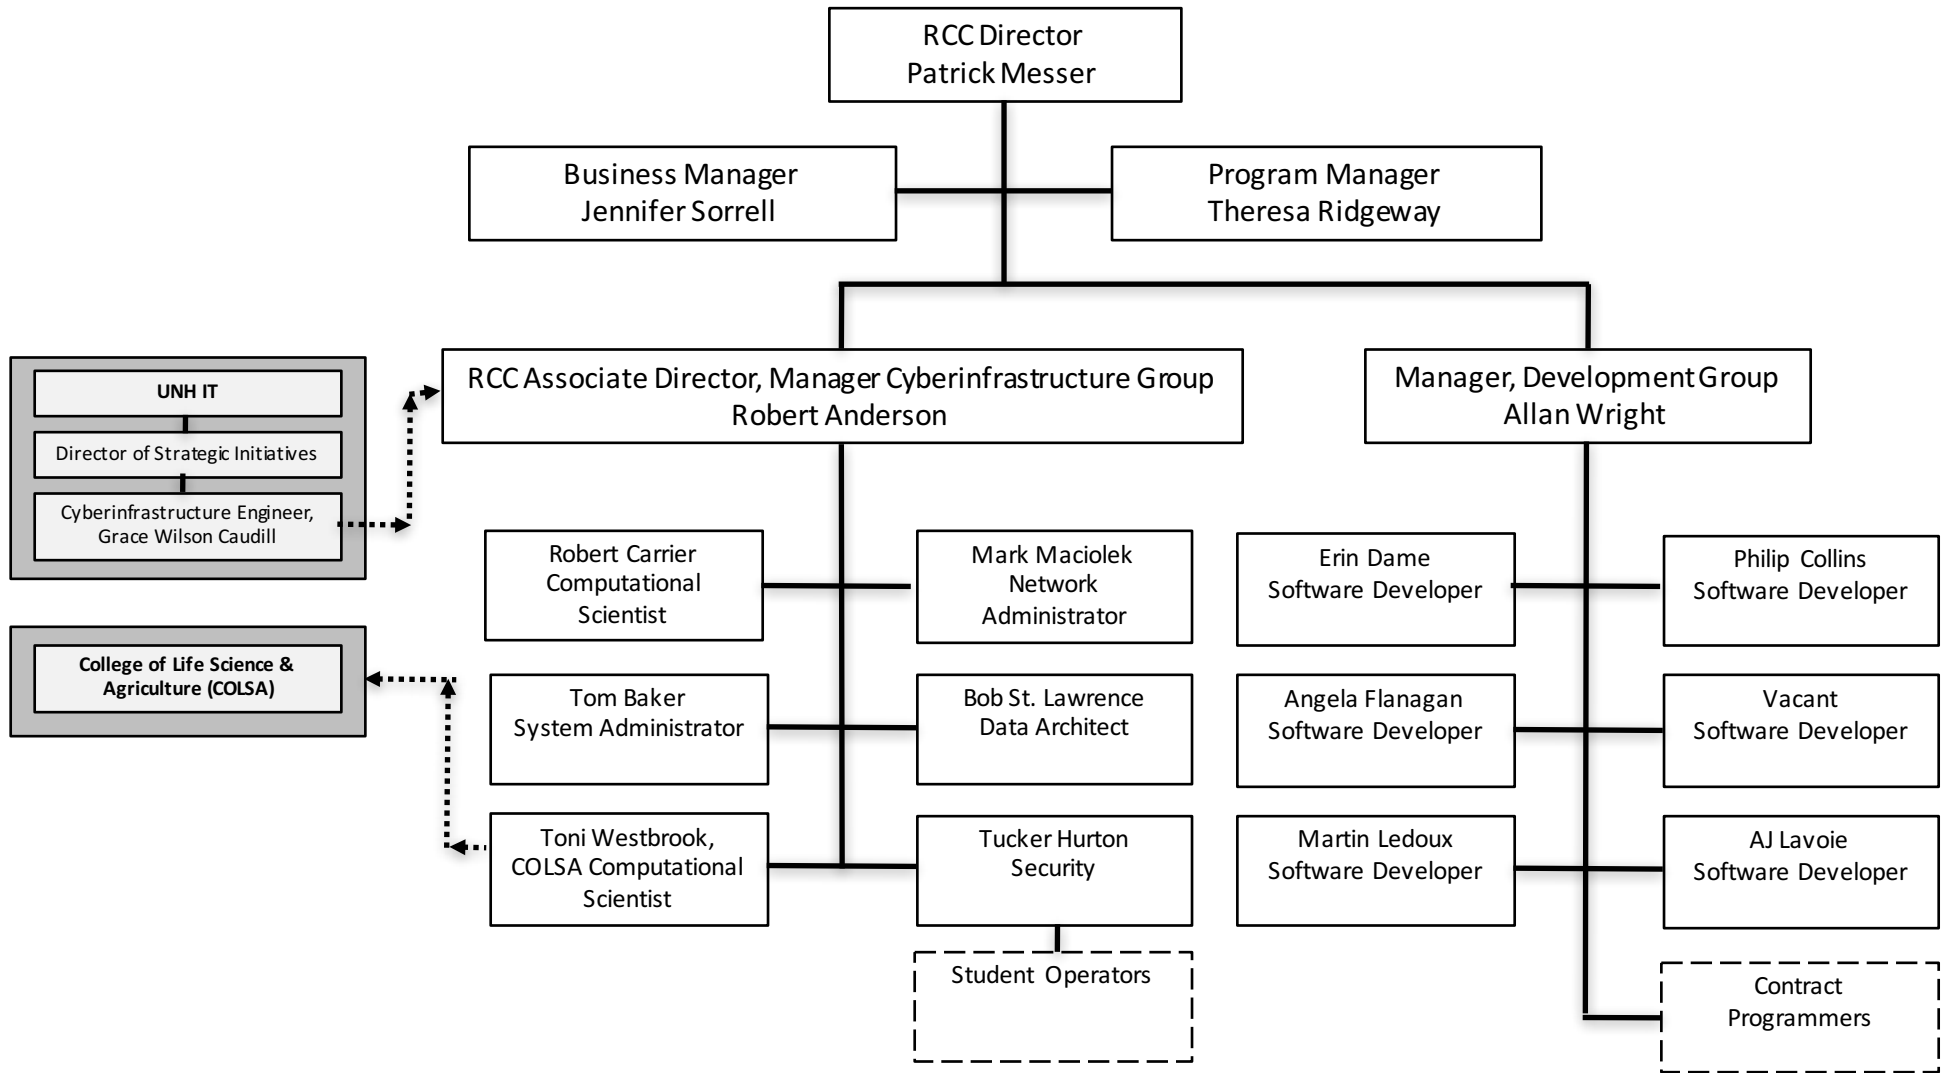 RCC Director
Patrick Messer
Business Manager
Jennifer Sorrell
Program Manager
Theresa Ridgeway
UNH IT
Director of Strategic Initiatives
Cyberinfrastructure Engineer,
Grace Wilson Caudill
RCC Associate Director, Manager Cyberinfrastructure Group
Robert Anderson
Manager, Development Group
Allan Wright
Robert Carrier
Computational
Scientist
Mark Maciolek
Network
Administrator
Erin Dame
Software Developer
Philip Collins
Software Developer
College of Life Science &
Agriculture (COLSA)
Tom Baker
System Administrator
Bob St. Lawrence
Data Architect
Angela Flanagan
Software Developer
Vacant
Software Developer
Toni Westbrook,
COLSA Computational
Scientist
Tucker Hurton
Security
Martin Ledoux
Software Developer
AJ Lavoie
Software Developer
Student Operators
Contract
Programmers